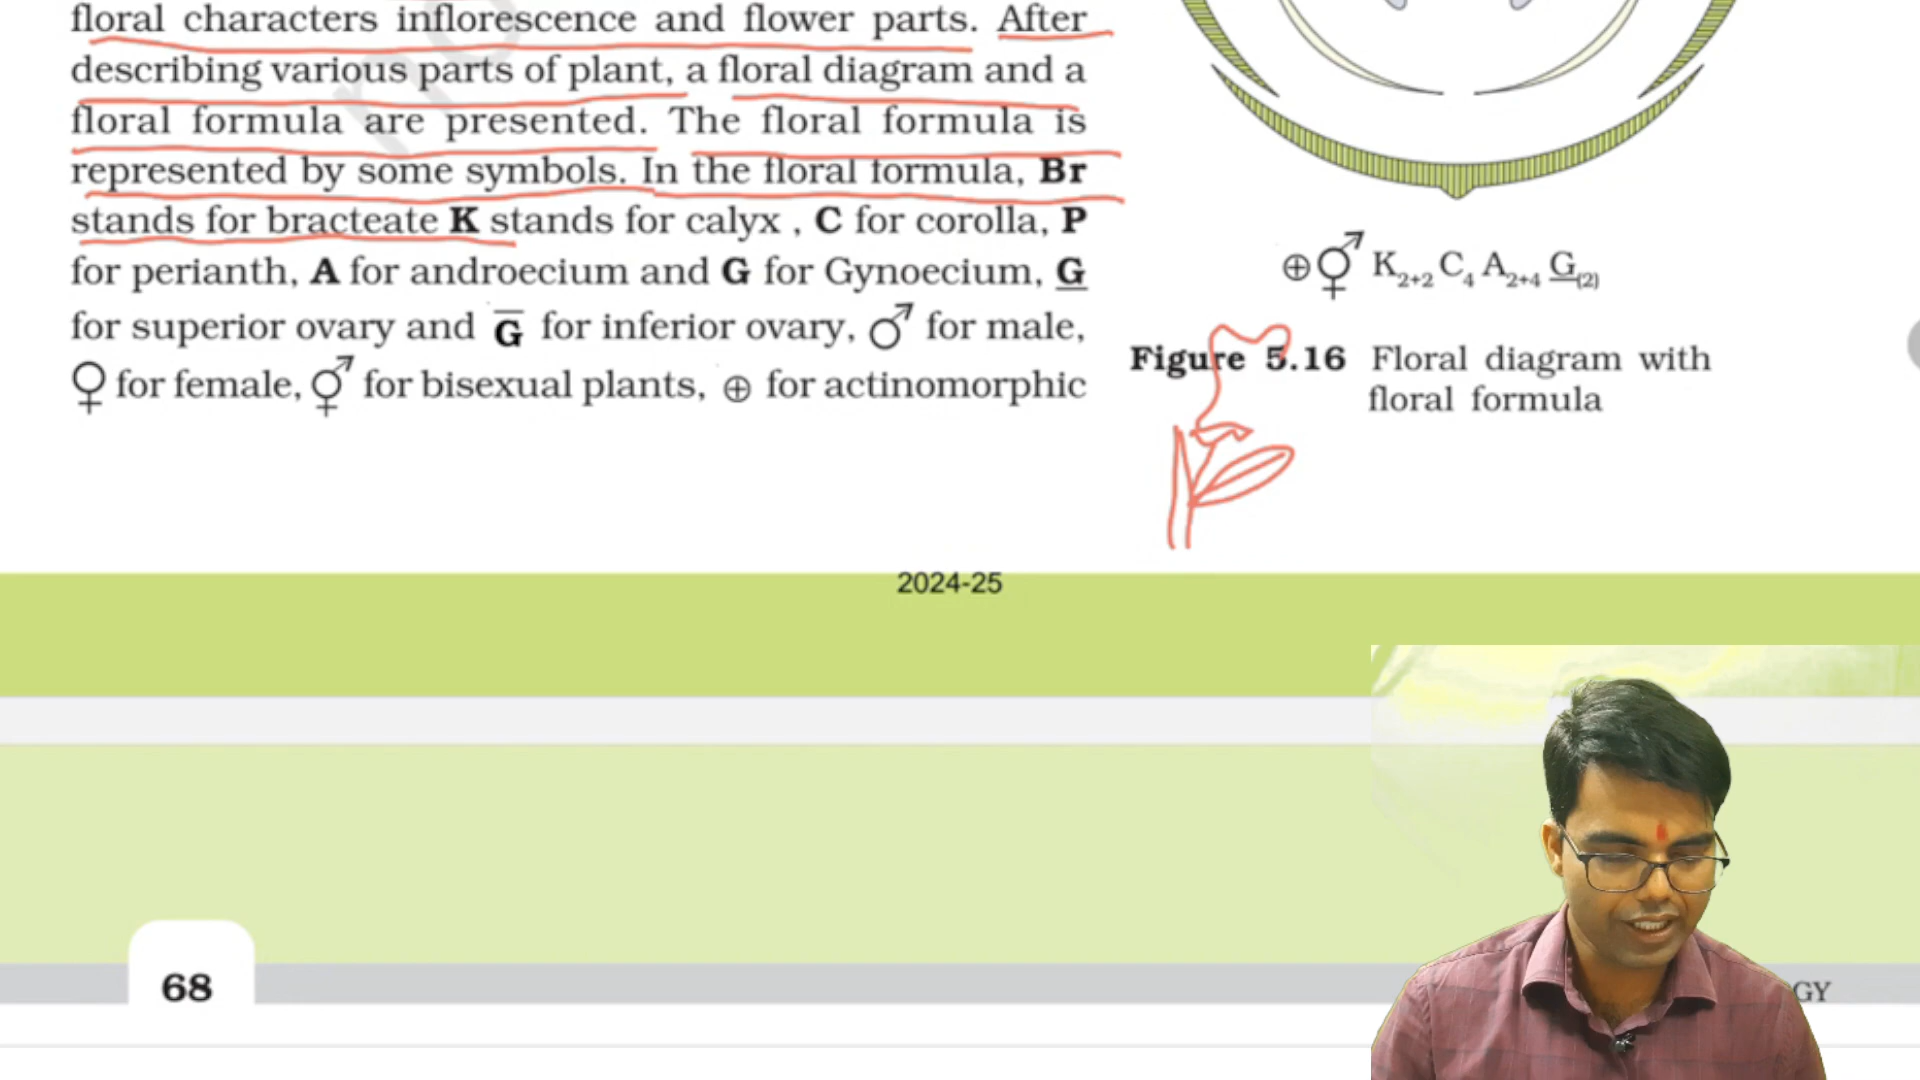 floral characters inflorescence and flower parts. After
describing various parts of plant, a floral diagram and a
floral formula are presented. The floral formula is
represented by some symbols. In the floral formula, Br
stands for bracteate K stands for calyx , C for corolla, P
for perianth, A for androecium and G for Gynoecium, G̲
for superior ovary and G̅ for inferior ovary, ♂ for male,
♀ for female, ⚥ for bisexual plants, ⊕ for actinomorphic
⊕ ⚥ K₂₊₂ C₄ A₂₊₄ G̲₍₂₎
Figure 5.16 Floral diagram with
floral formula
2024-25
68
GY